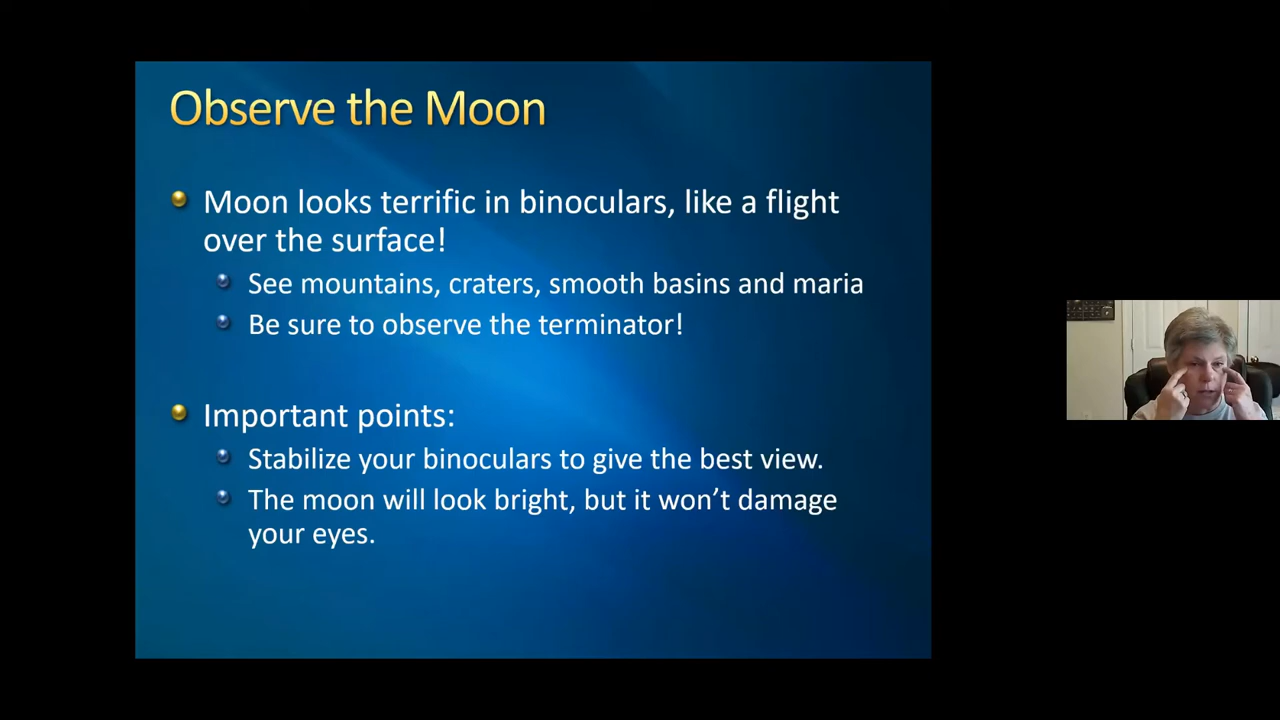 Observe the Moon
Moon looks terrific in binoculars, like a flight
over the surface!
See mountains, craters, smooth basins and maria
Be sure to observe the terminator!
Important points:
Stabilize your binoculars to give the best view.
The moon will look bright, but it won’t damage
your eyes.